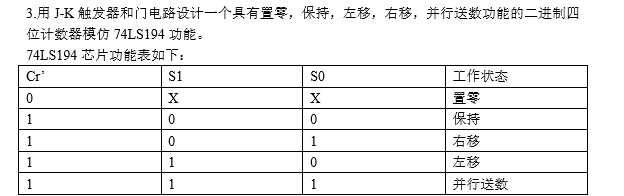 3.用 J-K 触发器和门电路设计一个具有置零，保持，左移，右移，并行送数功能的二进制四
位计数器模仿 74LS194 功能。
74LS194 芯片功能表如下：
Cr’ S1 S0 工作状态
0 X X 置零
1 0 0 保持
1 0 1 右移
1 1 0 左移
1 1 1 并行送数